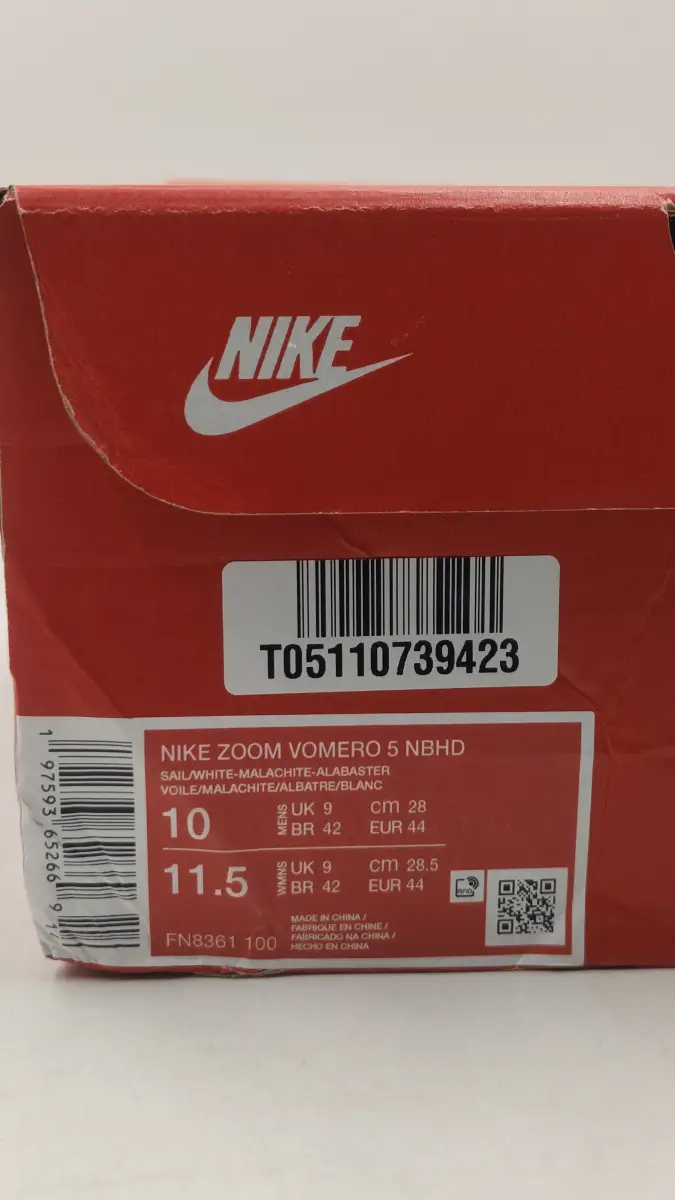 NIKE
T05110739423
NIKE ZOOM VOMERO 5 NBHD
SAIL/WHITE-MALACHITE-ALABASTER
VOILE/MALACHITE/ALBATRE/BLANC
10 MENS UK 9 cm 28
BR 42 EUR 44
11.5 WMNS UK 9 cm 28.5
BR 42 EUR 44
RFID
FN8361 100
MADE IN CHINA /
FABRIQUÉ EN CHINE /
FABRICADO NA CHINA /
HECHO EN CHINA
1 97593 65266 9